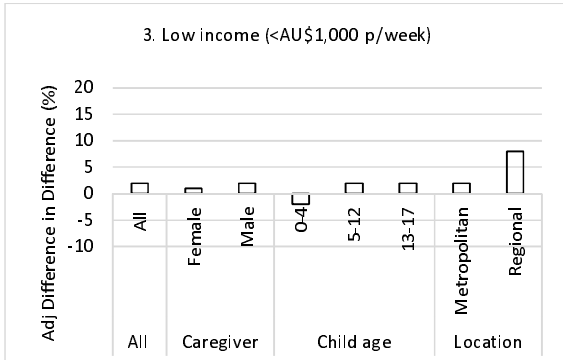 3. Low income (<AU$1,000 p/week)
Adj Difference in Difference (%)
20
15
10
5
0
-5
-10
All
Female
Male
0-4
5-12
13-17
Metropolitan
Regional
All Caregiver Child age Location